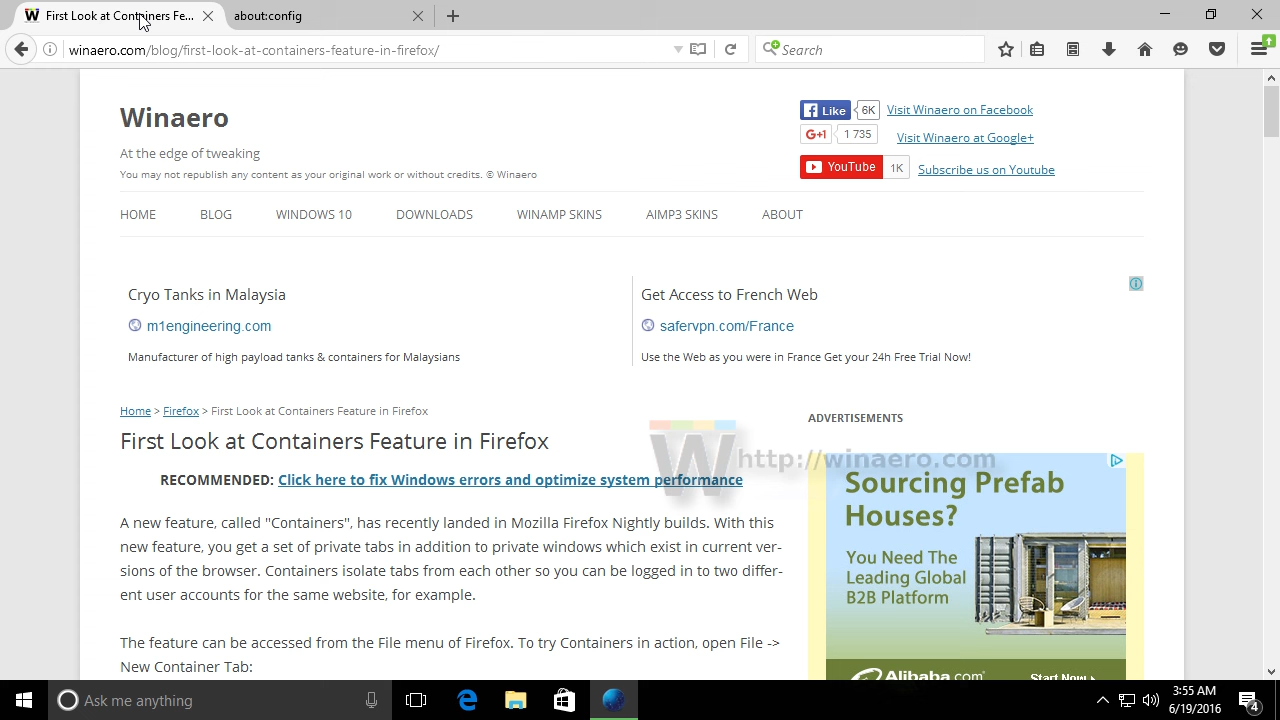 First Look at Containers Fe...
about:config
winaero.com/blog/first-look-at-containers-feature-in-firefox/
Search
Winaero
At the edge of tweaking
You may not republish any content as your original work or without credits. © Winaero
Like
6K
Visit Winaero on Facebook
G+1
1 735
Visit Winaero at Google+
YouTube
1K
Subscribe us on Youtube
HOME
BLOG
WINDOWS 10
DOWNLOADS
WINAMP SKINS
AIMP3 SKINS
ABOUT
Cryo Tanks in Malaysia
m1engineering.com
Manufacturer of high payload tanks & containers for Malaysians
Get Access to French Web
safervpn.com/France
Use the Web as you were in France Get your 24h Free Trial Now!
Home > Firefox > First Look at Containers Feature in Firefox
First Look at Containers Feature in Firefox
RECOMMENDED: Click here to fix Windows errors and optimize system performance
A new feature, called "Containers", has recently landed in Mozilla Firefox Nightly builds. With this
new feature, you get a set of private tabs in addition to private windows which exist in current ver-
sions of the browser. Containers isolate tabs from each other so you can be logged in to two differ-
ent user accounts for the same website, for example.
The feature can be accessed from the File menu of Firefox. To try Containers in action, open File ->
New Container Tab:
ADVERTISEMENTS
W http://winaero.com
Sourcing Prefab
Houses?
You Need The
Leading Global
B2B Platform
Alibaba.com
Start Now
Ask me anything
3:55 AM
6/19/2016
4